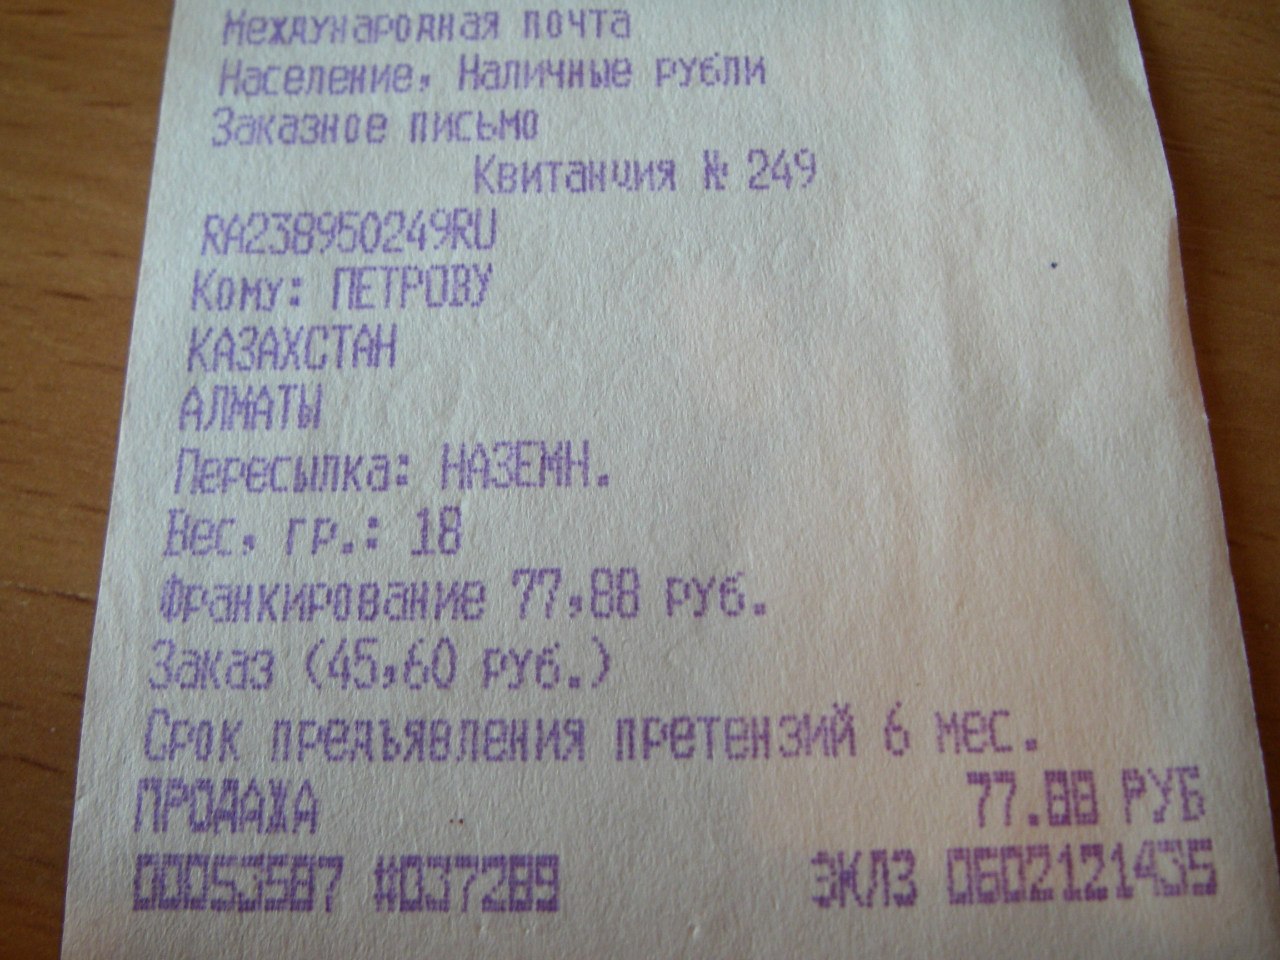 Международная почта
Население, Наличные рубли
Заказное письмо
Квитанция № 249
RA238950249RU
Кому: ПЕТРОВУ
КАЗАХСТАН
АЛМАТЫ
Пересылка: НАЗЕМН.
Вес, гр.: 18
Франкирование 77,88 руб.
Заказ (45,60 руб.)
Срок предъявления претензий 6 мес.
ПРОДАЖА 77.88 РУБ
00053587 #037289 ЭКЛЗ 0602121435